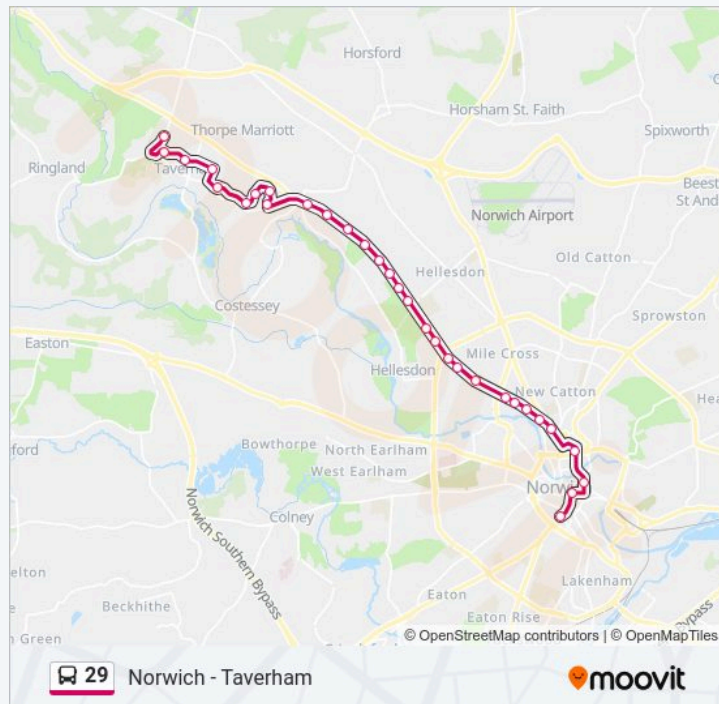 Horsford
Horsham St. Faith
Thorpe Marriott
Spixworth
Ringland
Taverham
Beest
St And
Norwich Airport
Old Catton
Hellesdon
Costessey
Sprowston
Easton
Mile Cross
Hellesdon
New Catton
Hea
ford
Bowthorpe
North Earlham
West Earlham
Norwich
Colney
Norwich Southern Bypass
elton
Beckhithe
Eaton
Lakenham
Eaton Rise
Bypass
n Green
© OpenStreetMap contributors | © OpenMapTiles
29 Norwich - Taverham
moovit